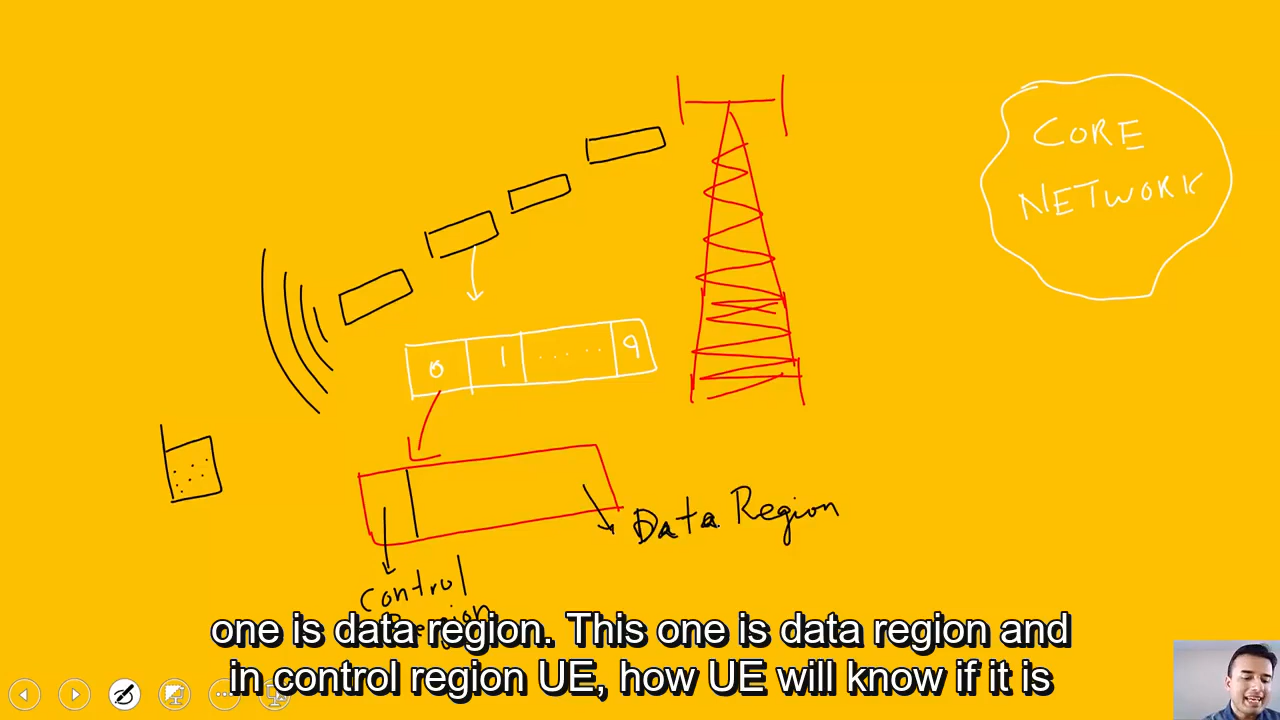 CORE
NETWORK
0 1 ...... 9
Data Region
Control
Region
one is data region. This one is data region and
in control region UE, how UE will know if it is